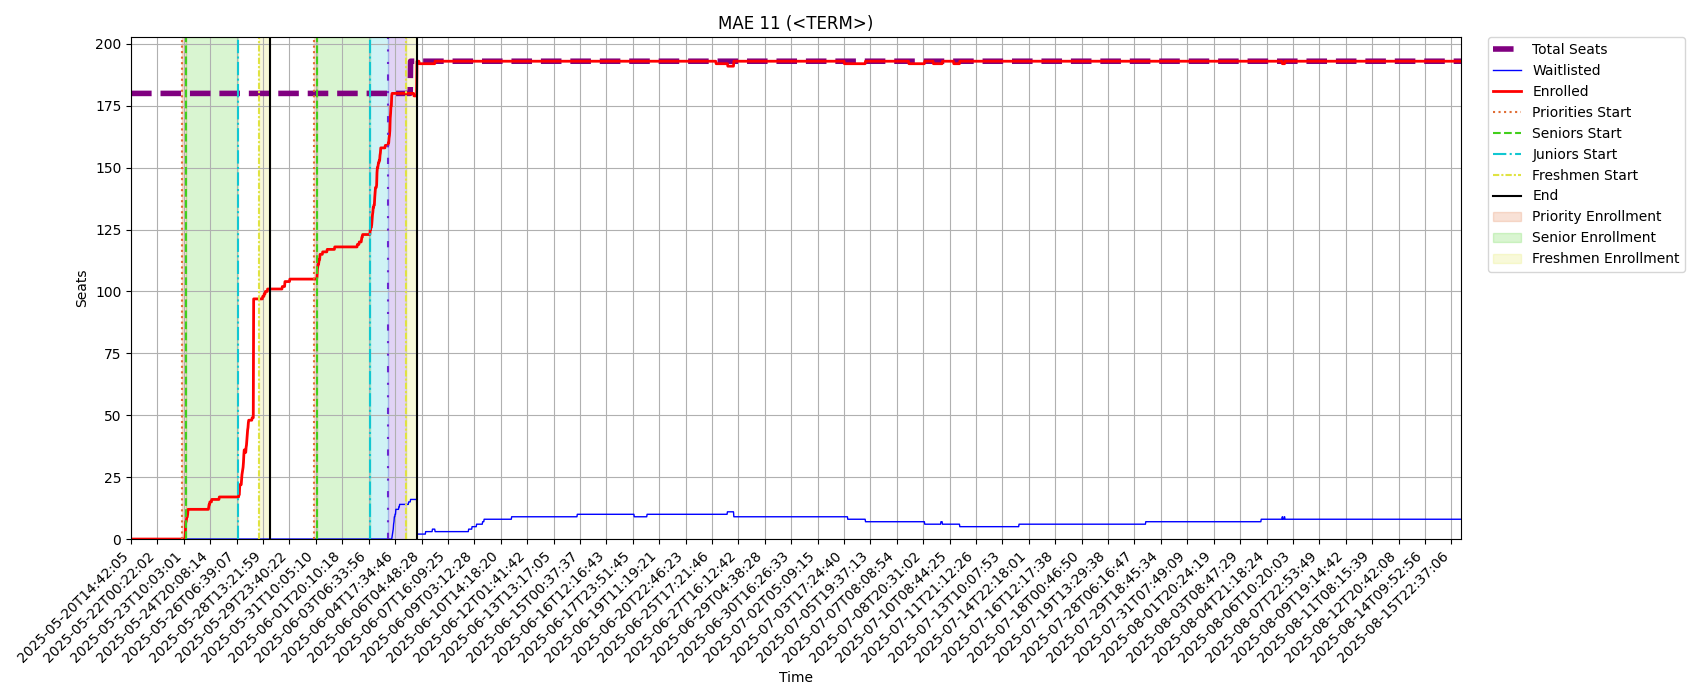 MAE 11 (<TERM>)
200
175
150
125
100
75
50
25
0
Seats
Total Seats
Waitlisted
Enrolled
Priorities Start
Seniors Start
Juniors Start
Freshmen Start
End
Priority Enrollment
Senior Enrollment
Freshmen Enrollment
2025-05-20T14:42:05
2025-05-22T00:22:02
2025-05-23T10:03:01
2025-05-24T20:08:14
2025-05-26T06:39:07
2025-05-28T13:21:59
2025-05-29T23:40:22
2025-05-31T10:05:10
2025-06-01T20:10:18
2025-06-03T06:33:56
2025-06-04T17:34:46
2025-06-06T04:48:28
2025-06-07T16:09:25
2025-06-09T03:12:28
2025-06-10T14:18:20
2025-06-12T01:41:42
2025-06-13T13:17:05
2025-06-15T00:37:37
2025-06-16T12:16:43
2025-06-17T23:51:45
2025-06-19T11:19:21
2025-06-20T22:46:23
2025-06-25T17:21:46
2025-06-27T16:12:42
2025-06-29T04:38:28
2025-06-30T16:26:33
2025-07-02T05:09:15
2025-07-03T17:24:40
2025-07-05T19:37:13
2025-07-07T08:08:54
2025-07-08T20:31:02
2025-07-10T08:44:25
2025-07-11T21:12:26
2025-07-13T10:07:53
2025-07-14T22:18:01
2025-07-16T12:17:38
2025-07-18T00:46:50
2025-07-19T13:29:38
2025-07-28T06:16:47
2025-07-29T18:45:34
2025-07-31T07:49:09
2025-08-01T20:24:19
2025-08-03T08:47:29
2025-08-04T21:18:24
2025-08-06T10:20:03
2025-08-07T22:53:49
2025-08-09T19:14:42
2025-08-11T08:15:39
2025-08-12T20:42:08
2025-08-14T09:52:56
2025-08-15T22:37:06
Time